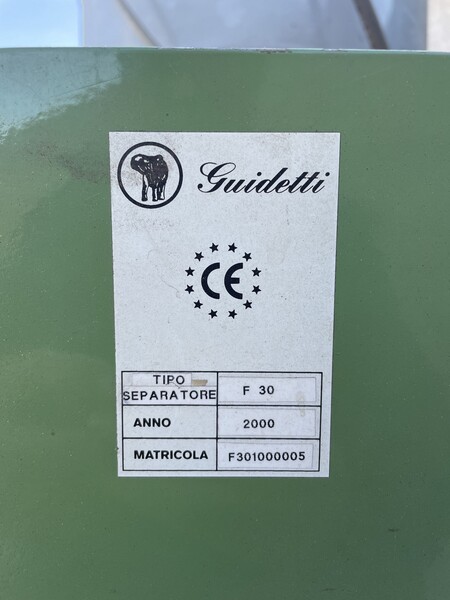 Guidetti
CE
TIPO
SEPARATORE F 30
ANNO 2000
MATRICOLA F301000005